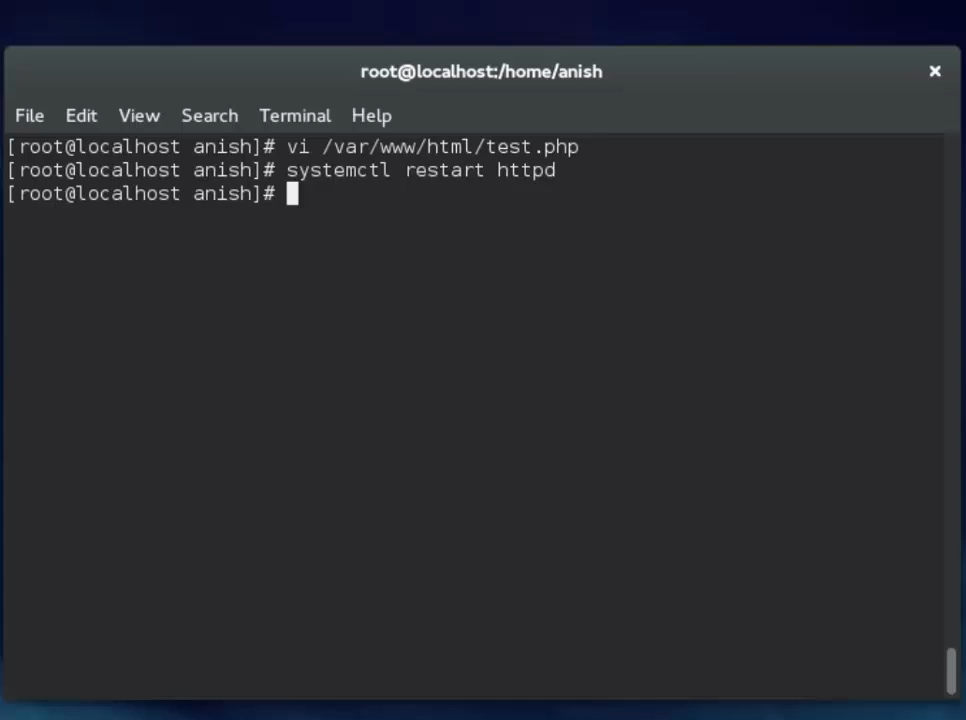 root@localhost:/home/anish
File Edit View Search Terminal Help
[root@localhost anish]# vi /var/www/html/test.php
[root@localhost anish]# systemctl restart httpd
[root@localhost anish]#